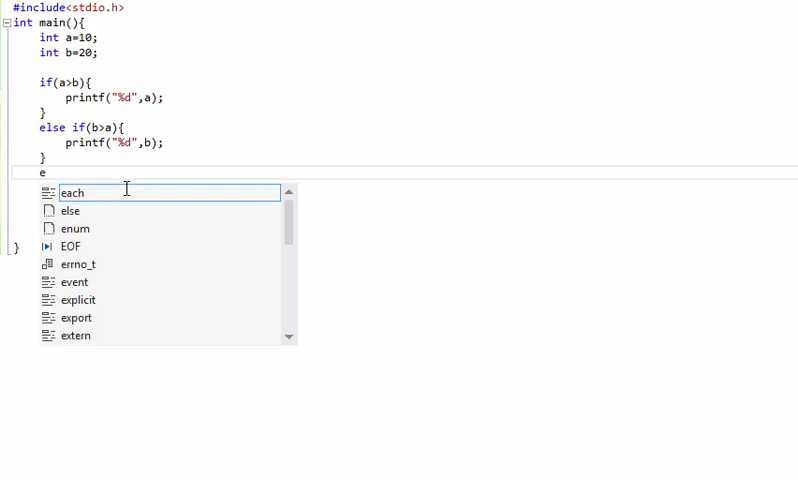 #include<stdio.h>
int main(){
int a=10;
int b=20;
if(a>b){
printf("%d",a);
}
else if(b>a){
printf("%d",b);
}
e
each
else
enum
EOF
errno_t
event
explicit
export
extern
}